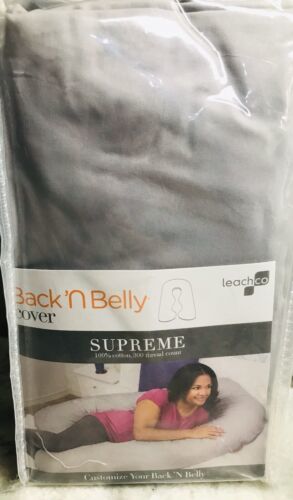 Back 'N Belly
cover
leachco
SUPREME
100% cotton, 300 thread count
Customize Your Back 'N Belly